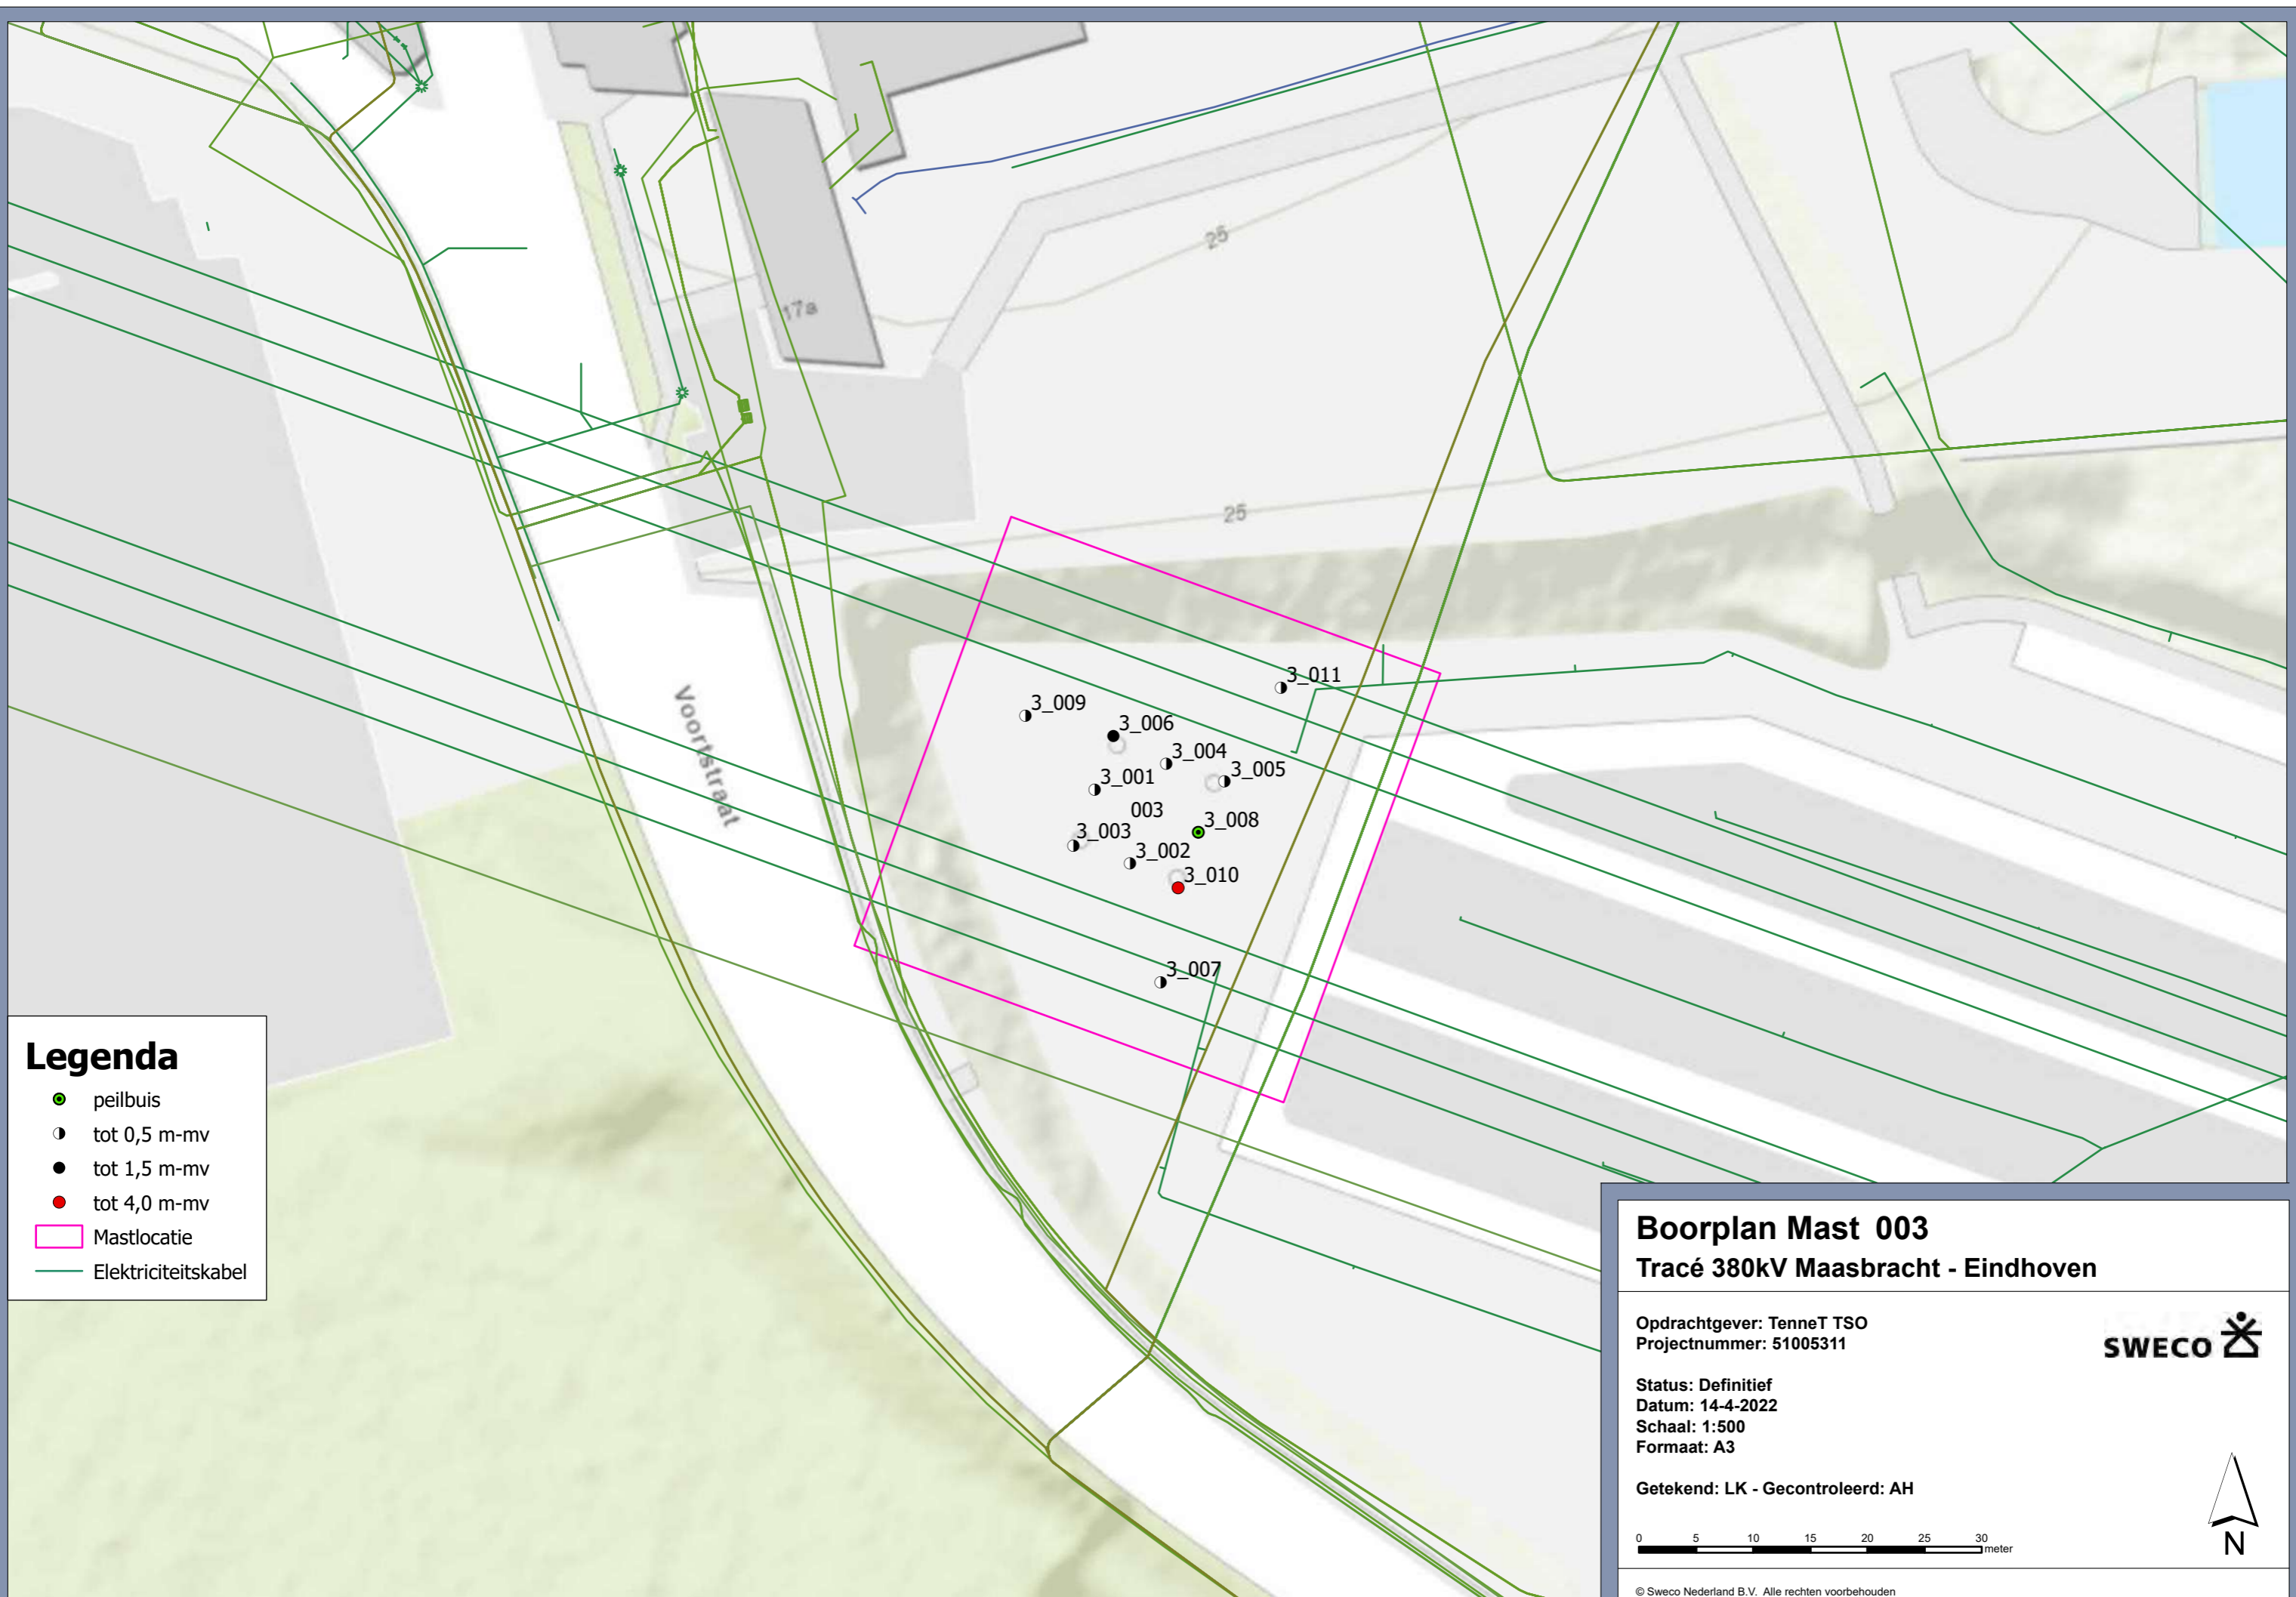 17a
25
25
Voortstraat
3_011
3_009
3_006
3_004
3_005
3_001
003
3_008
3_003
3_002
3_010
3_007
Legenda
peilbuis
tot 0,5 m-mv
tot 1,5 m-mv
tot 4,0 m-mv
Mastlocatie
Elektriciteitskabel
Boorplan Mast 003
Tracé 380kV Maasbracht - Eindhoven
Opdrachtgever: TenneT TSO
Projectnummer: 51005311
SWECO
Status: Definitief
Datum: 14-4-2022
Schaal: 1:500
Formaat: A3
Getekend: LK - Gecontroleerd: AH
0 5 10 15 20 25 30
meter
N
© Sweco Nederland B.V. Alle rechten voorbehouden